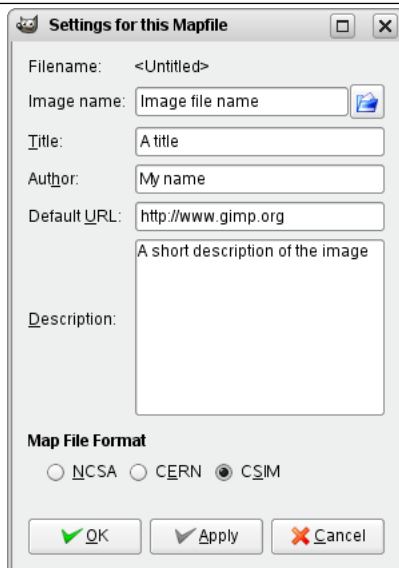 Settings for this Mapfile
Filename: <Untitled>
Image name: Image file name
Title: A title
Author: My name
Default URL: http://www.gimp.org
Description: A short description of the image
Map File Format
NCSA CERN CSIM
OK Apply Cancel